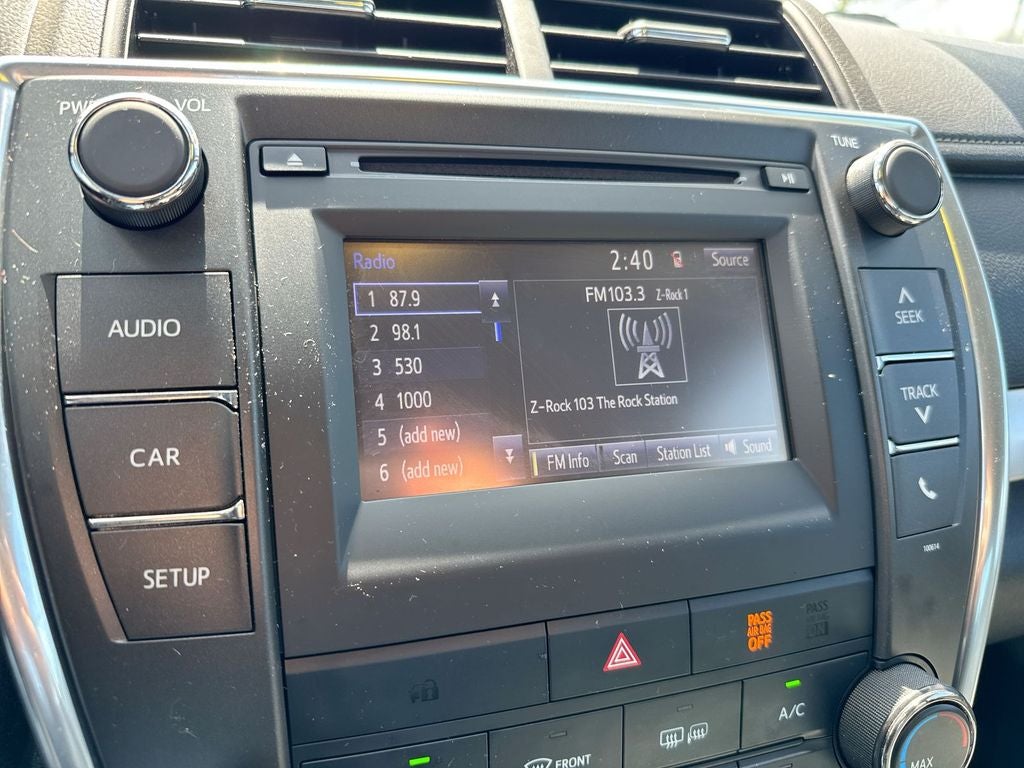 PWR VOL
TUNE
AUDIO
CAR
SETUP
Radio 2:40 Source
1 87.9
2 98.1
3 530
4 1000
5 (add new)
6 (add new)
FM103.3 Z-Rock1
Z-Rock 103 The Rock Station
FM Info Scan Station List Sound
SEEK
TRACK
100614
PASS
AIR BAG
OFF
PASS
AIR BAG
ON
FRONT
A/C
MAX